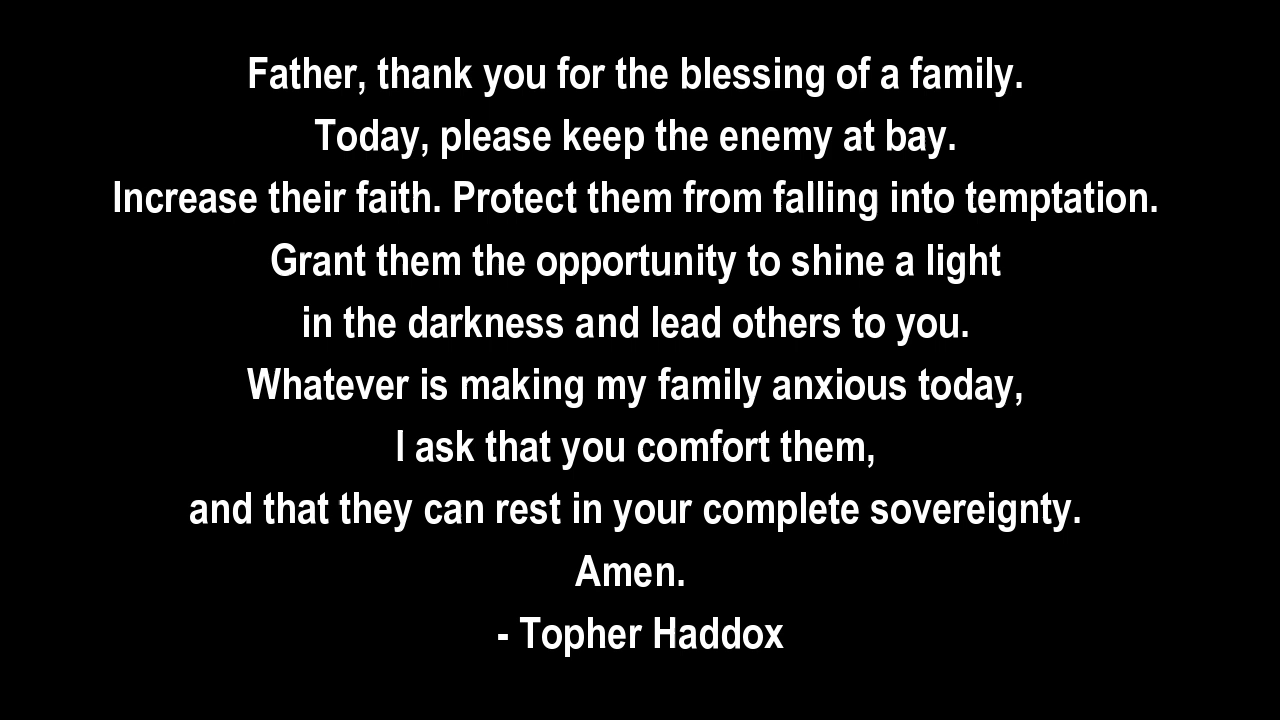 Father, thank you for the blessing of a family.
Today, please keep the enemy at bay.
Increase their faith. Protect them from falling into temptation.
Grant them the opportunity to shine a light
in the darkness and lead others to you.
Whatever is making my family anxious today,
I ask that you comfort them,
and that they can rest in your complete sovereignty.
Amen.
- Topher Haddox